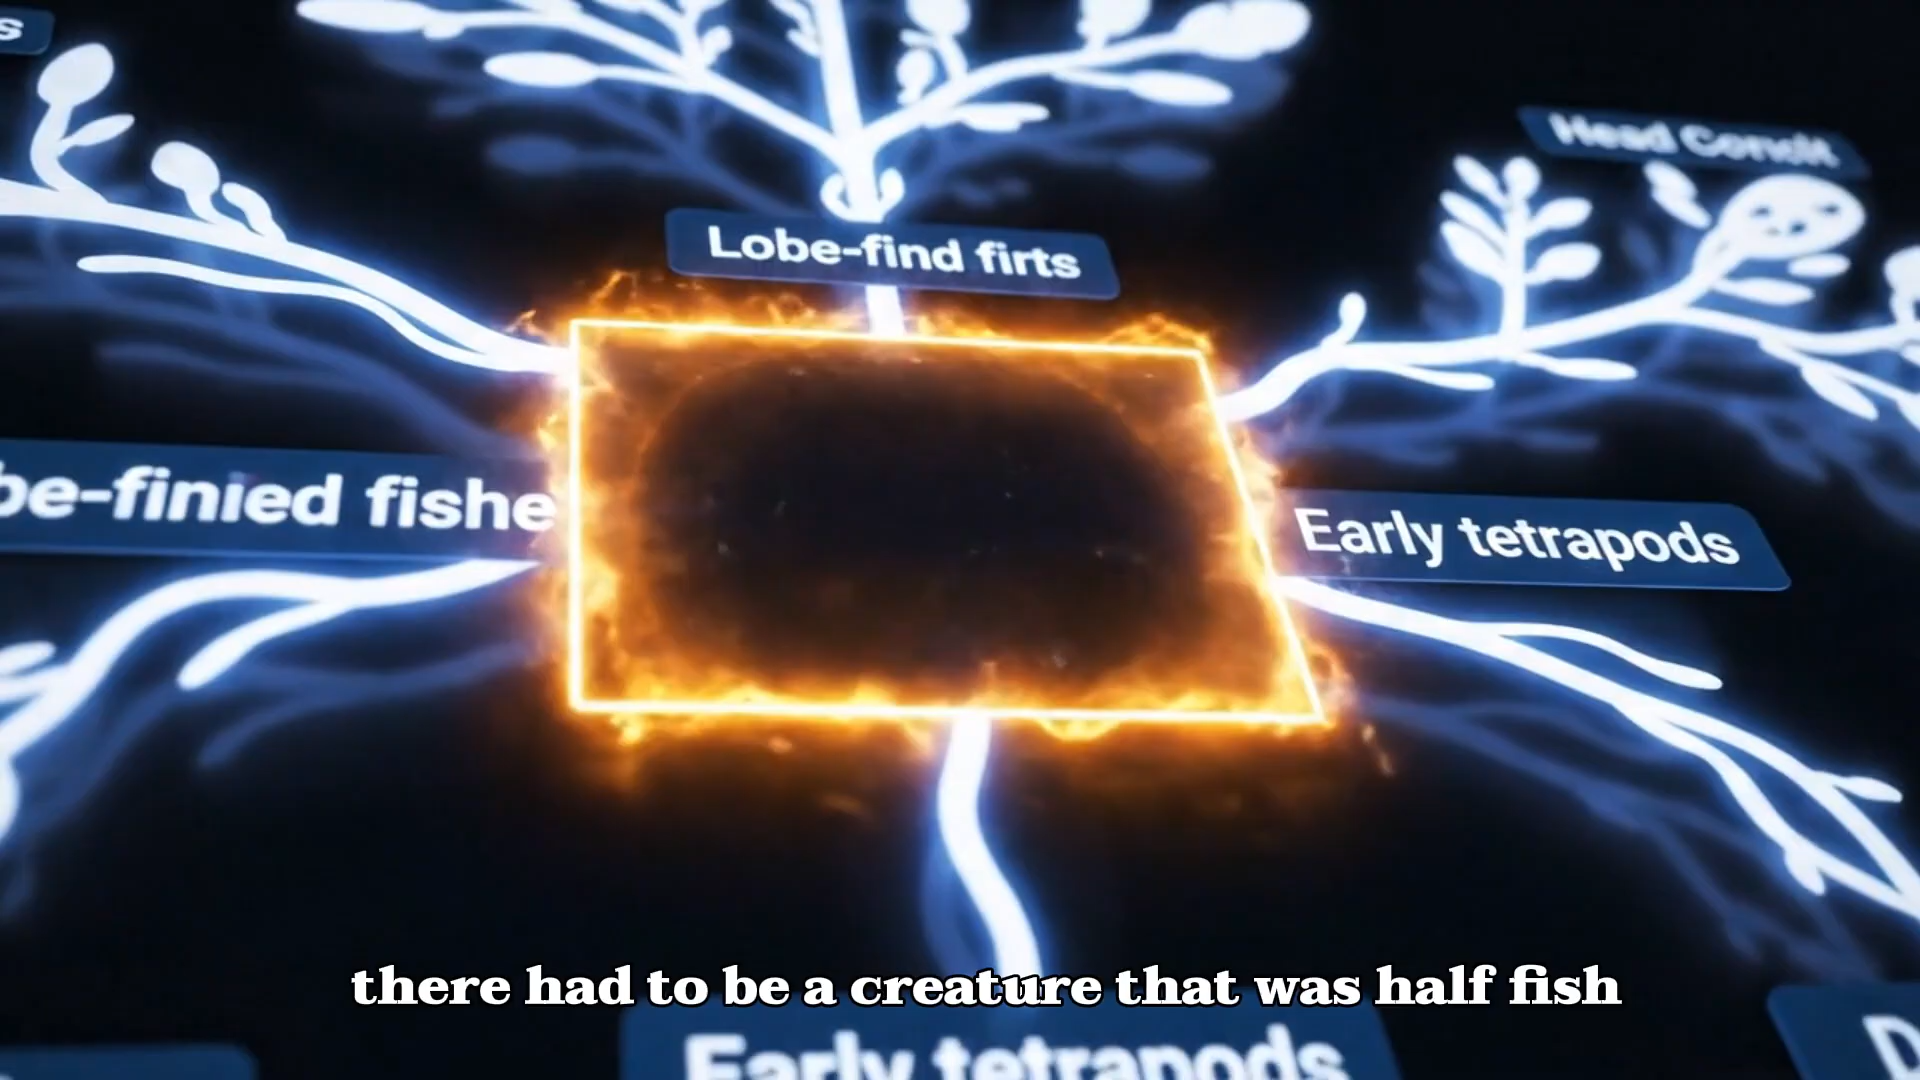 s
Head Conclt
Lobe-find firts
be-finied fishe
Early tetrapods
there had to be a creature that was half fish
Early tetrapods
D